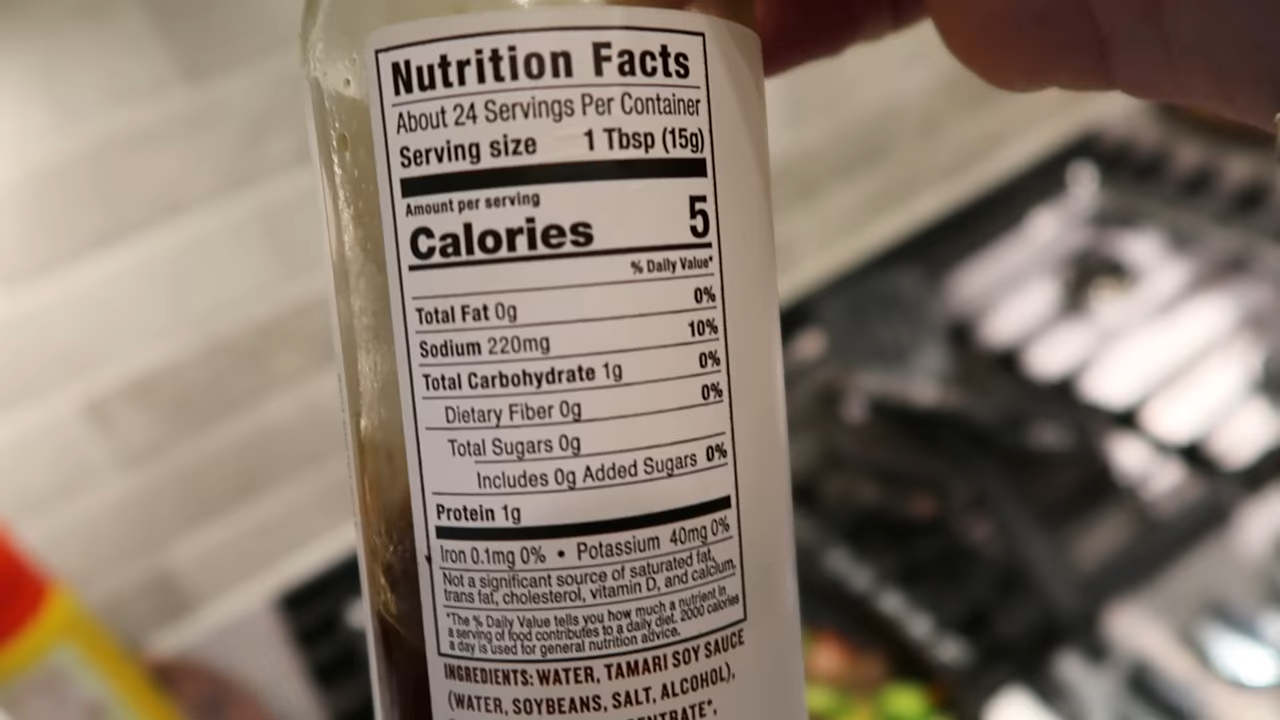 Nutrition Facts
About 24 Servings Per Container
Serving size 1 Tbsp (15g)
Amount per serving
Calories 5
% Daily Value*
Total Fat 0g 0%
Sodium 220mg 10%
Total Carbohydrate 1g 0%
Dietary Fiber 0g 0%
Total Sugars 0g
Includes 0g Added Sugars 0%
Protein 1g
Iron 0.1mg 0% • Potassium 40mg 0%
Not a significant source of saturated fat,
trans fat, cholesterol, vitamin D, and calcium.
*The % Daily Value tells you how much a nutrient in
a serving of food contributes to a daily diet. 2000 calories
a day is used for general nutrition advice.
INGREDIENTS: WATER, TAMARI SOY SAUCE
(WATER, SOYBEANS, SALT, ALCOHOL),